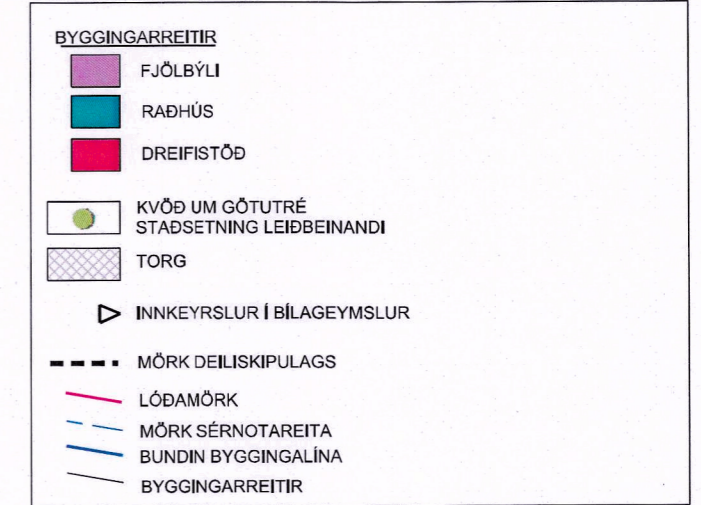 BYGGINGARREITIR
FJÖLBÝLI
RAÐHÚS
DREIFISTÖÐ
KVÖÐ UM GÖTUTRÉ
STAÐSETNING LEIÐBEINANDI
TORG
INNKEYRSLUR Í BÍLAGEYMSLUR
MÖRK DEILISKIPULAGS
LÓÐAMÖRK
MÖRK SÉRNOTAREITA
BUNDIN BYGGINGALÍNA
BYGGINGARREITIR